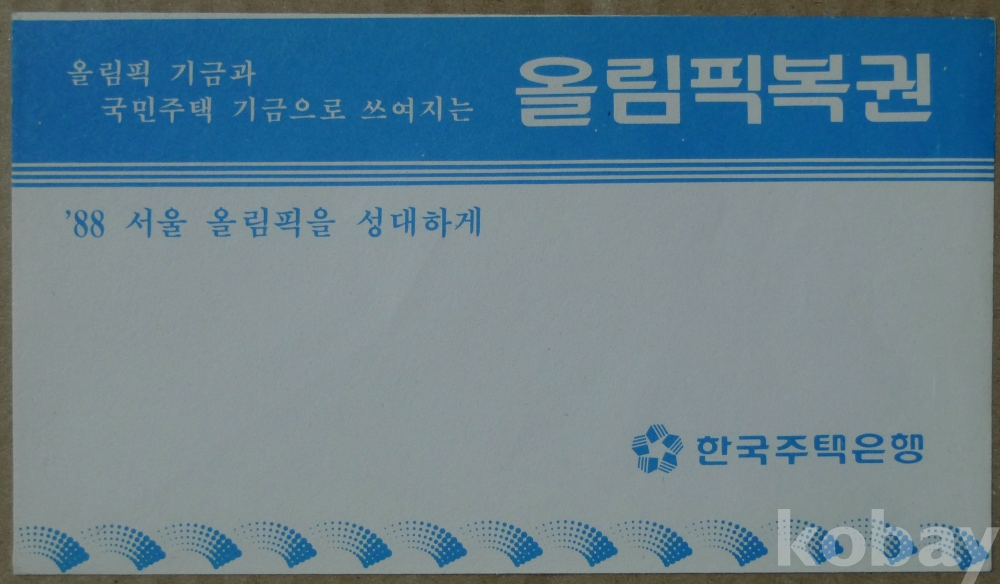 올림픽 기금과
국민주택 기금으로 쓰여지는
올림픽복권
'88 서울 올림픽을 성대하게
한국주택은행
kobay